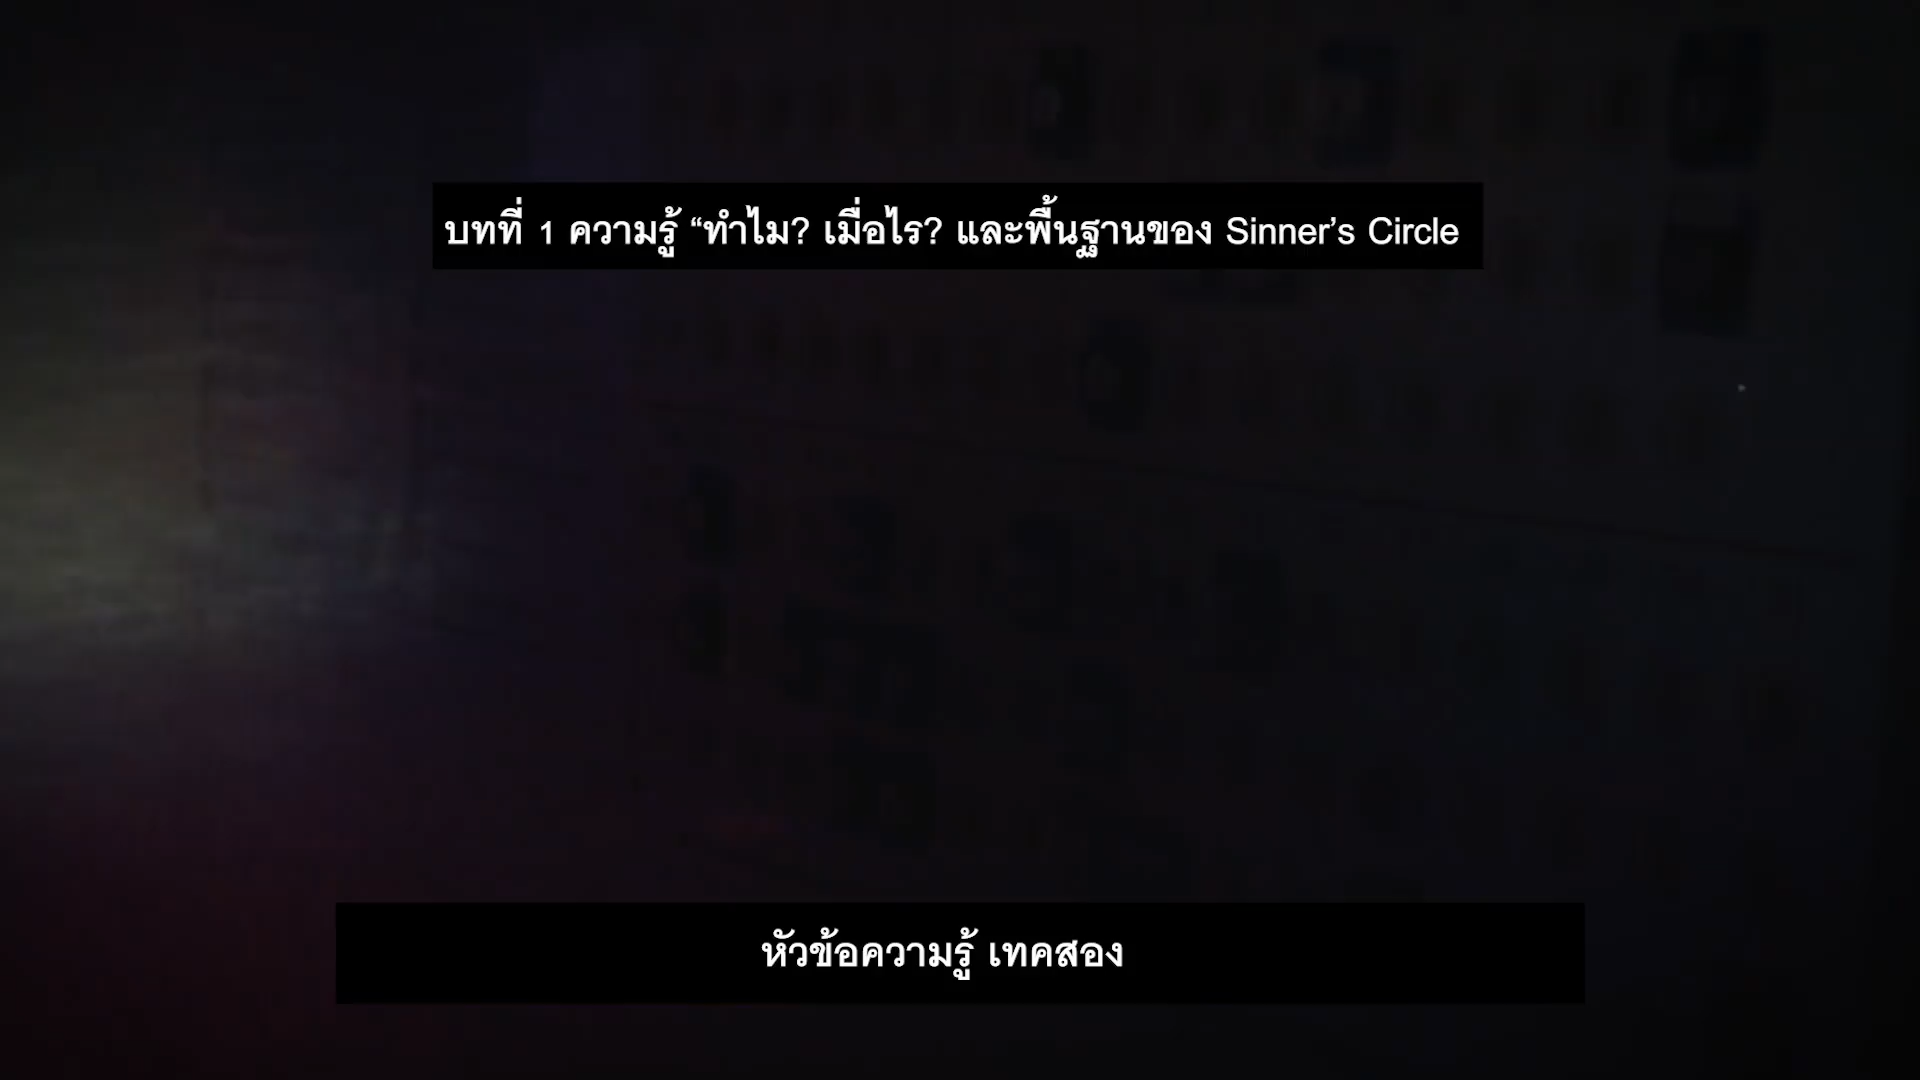 บทที่ 1 ความรู้ “ทำไม? เมื่อไร? และพื้นฐานของ Sinner’s Circle
หัวข้อความรู้ เทคสอง